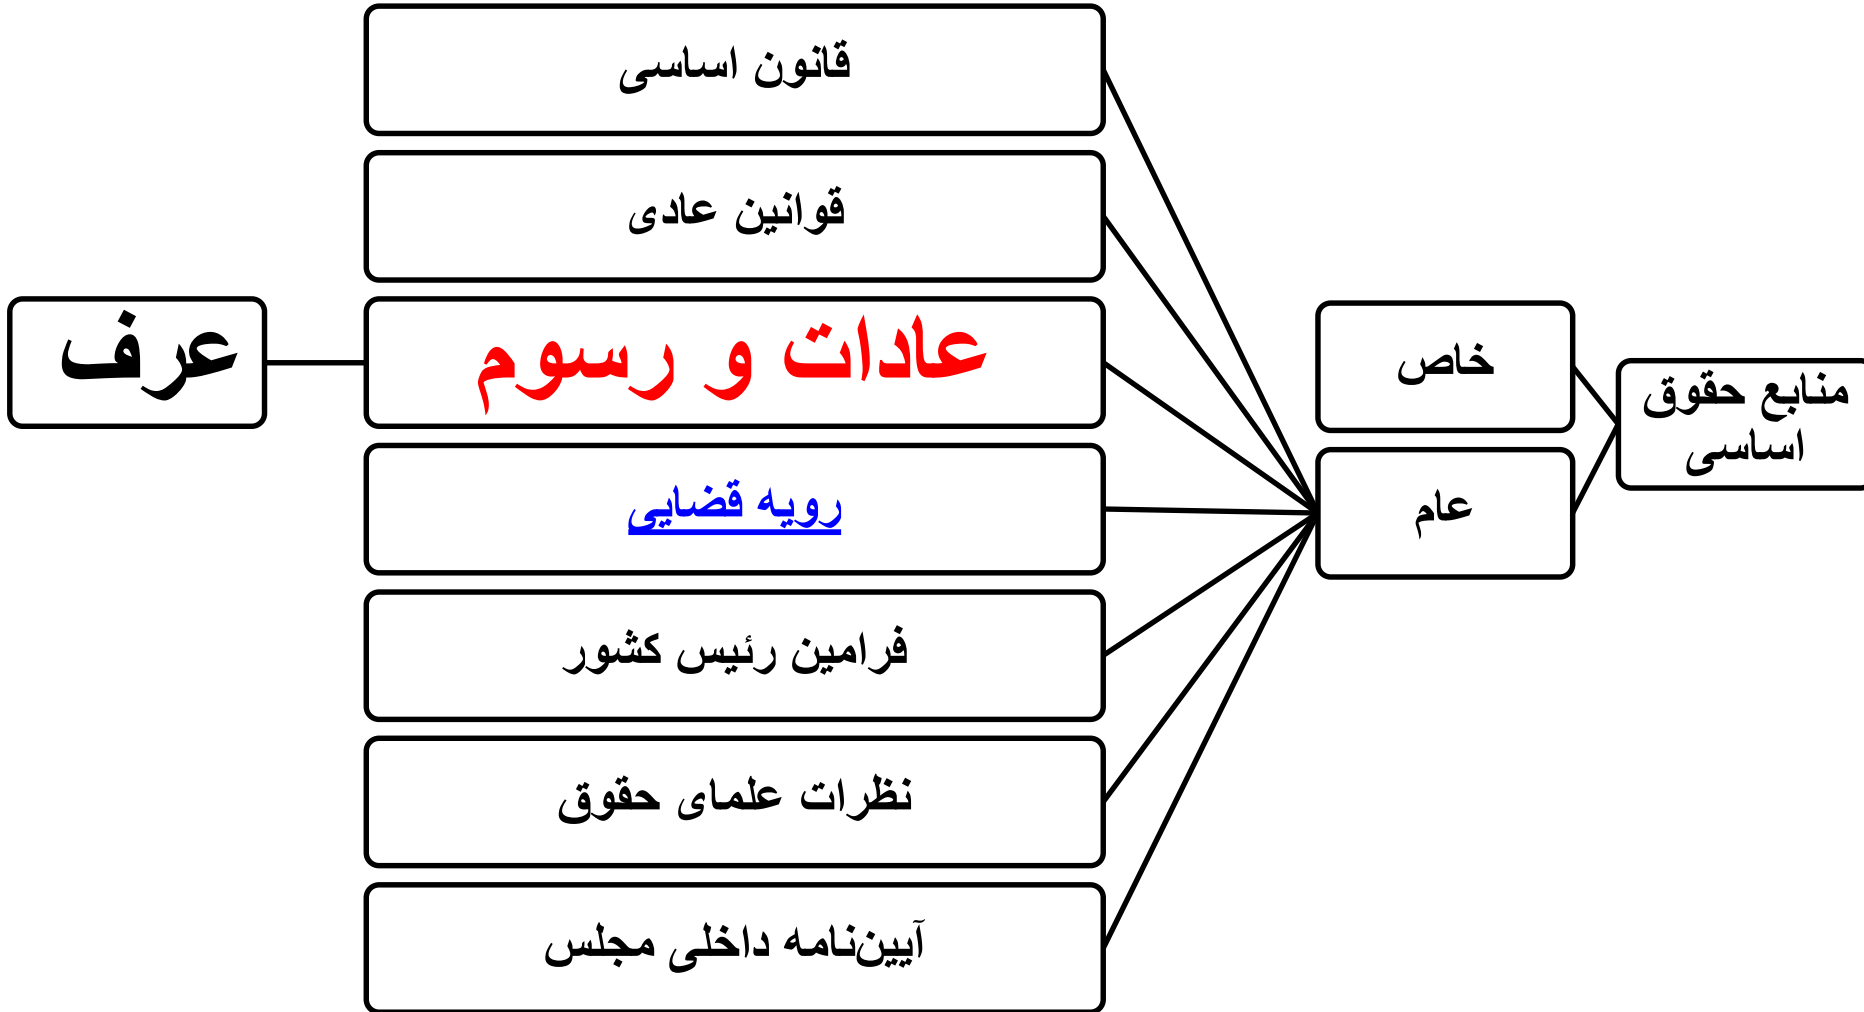 منابع حقوق
اساسی
خاص
عام
قانون اساسی
قوانین عادی
عادات و رسوم
عرف
رویه قضایی
فرامین رئیس کشور
نظرات علمای حقوق
آیین‌نامه داخلی مجلس